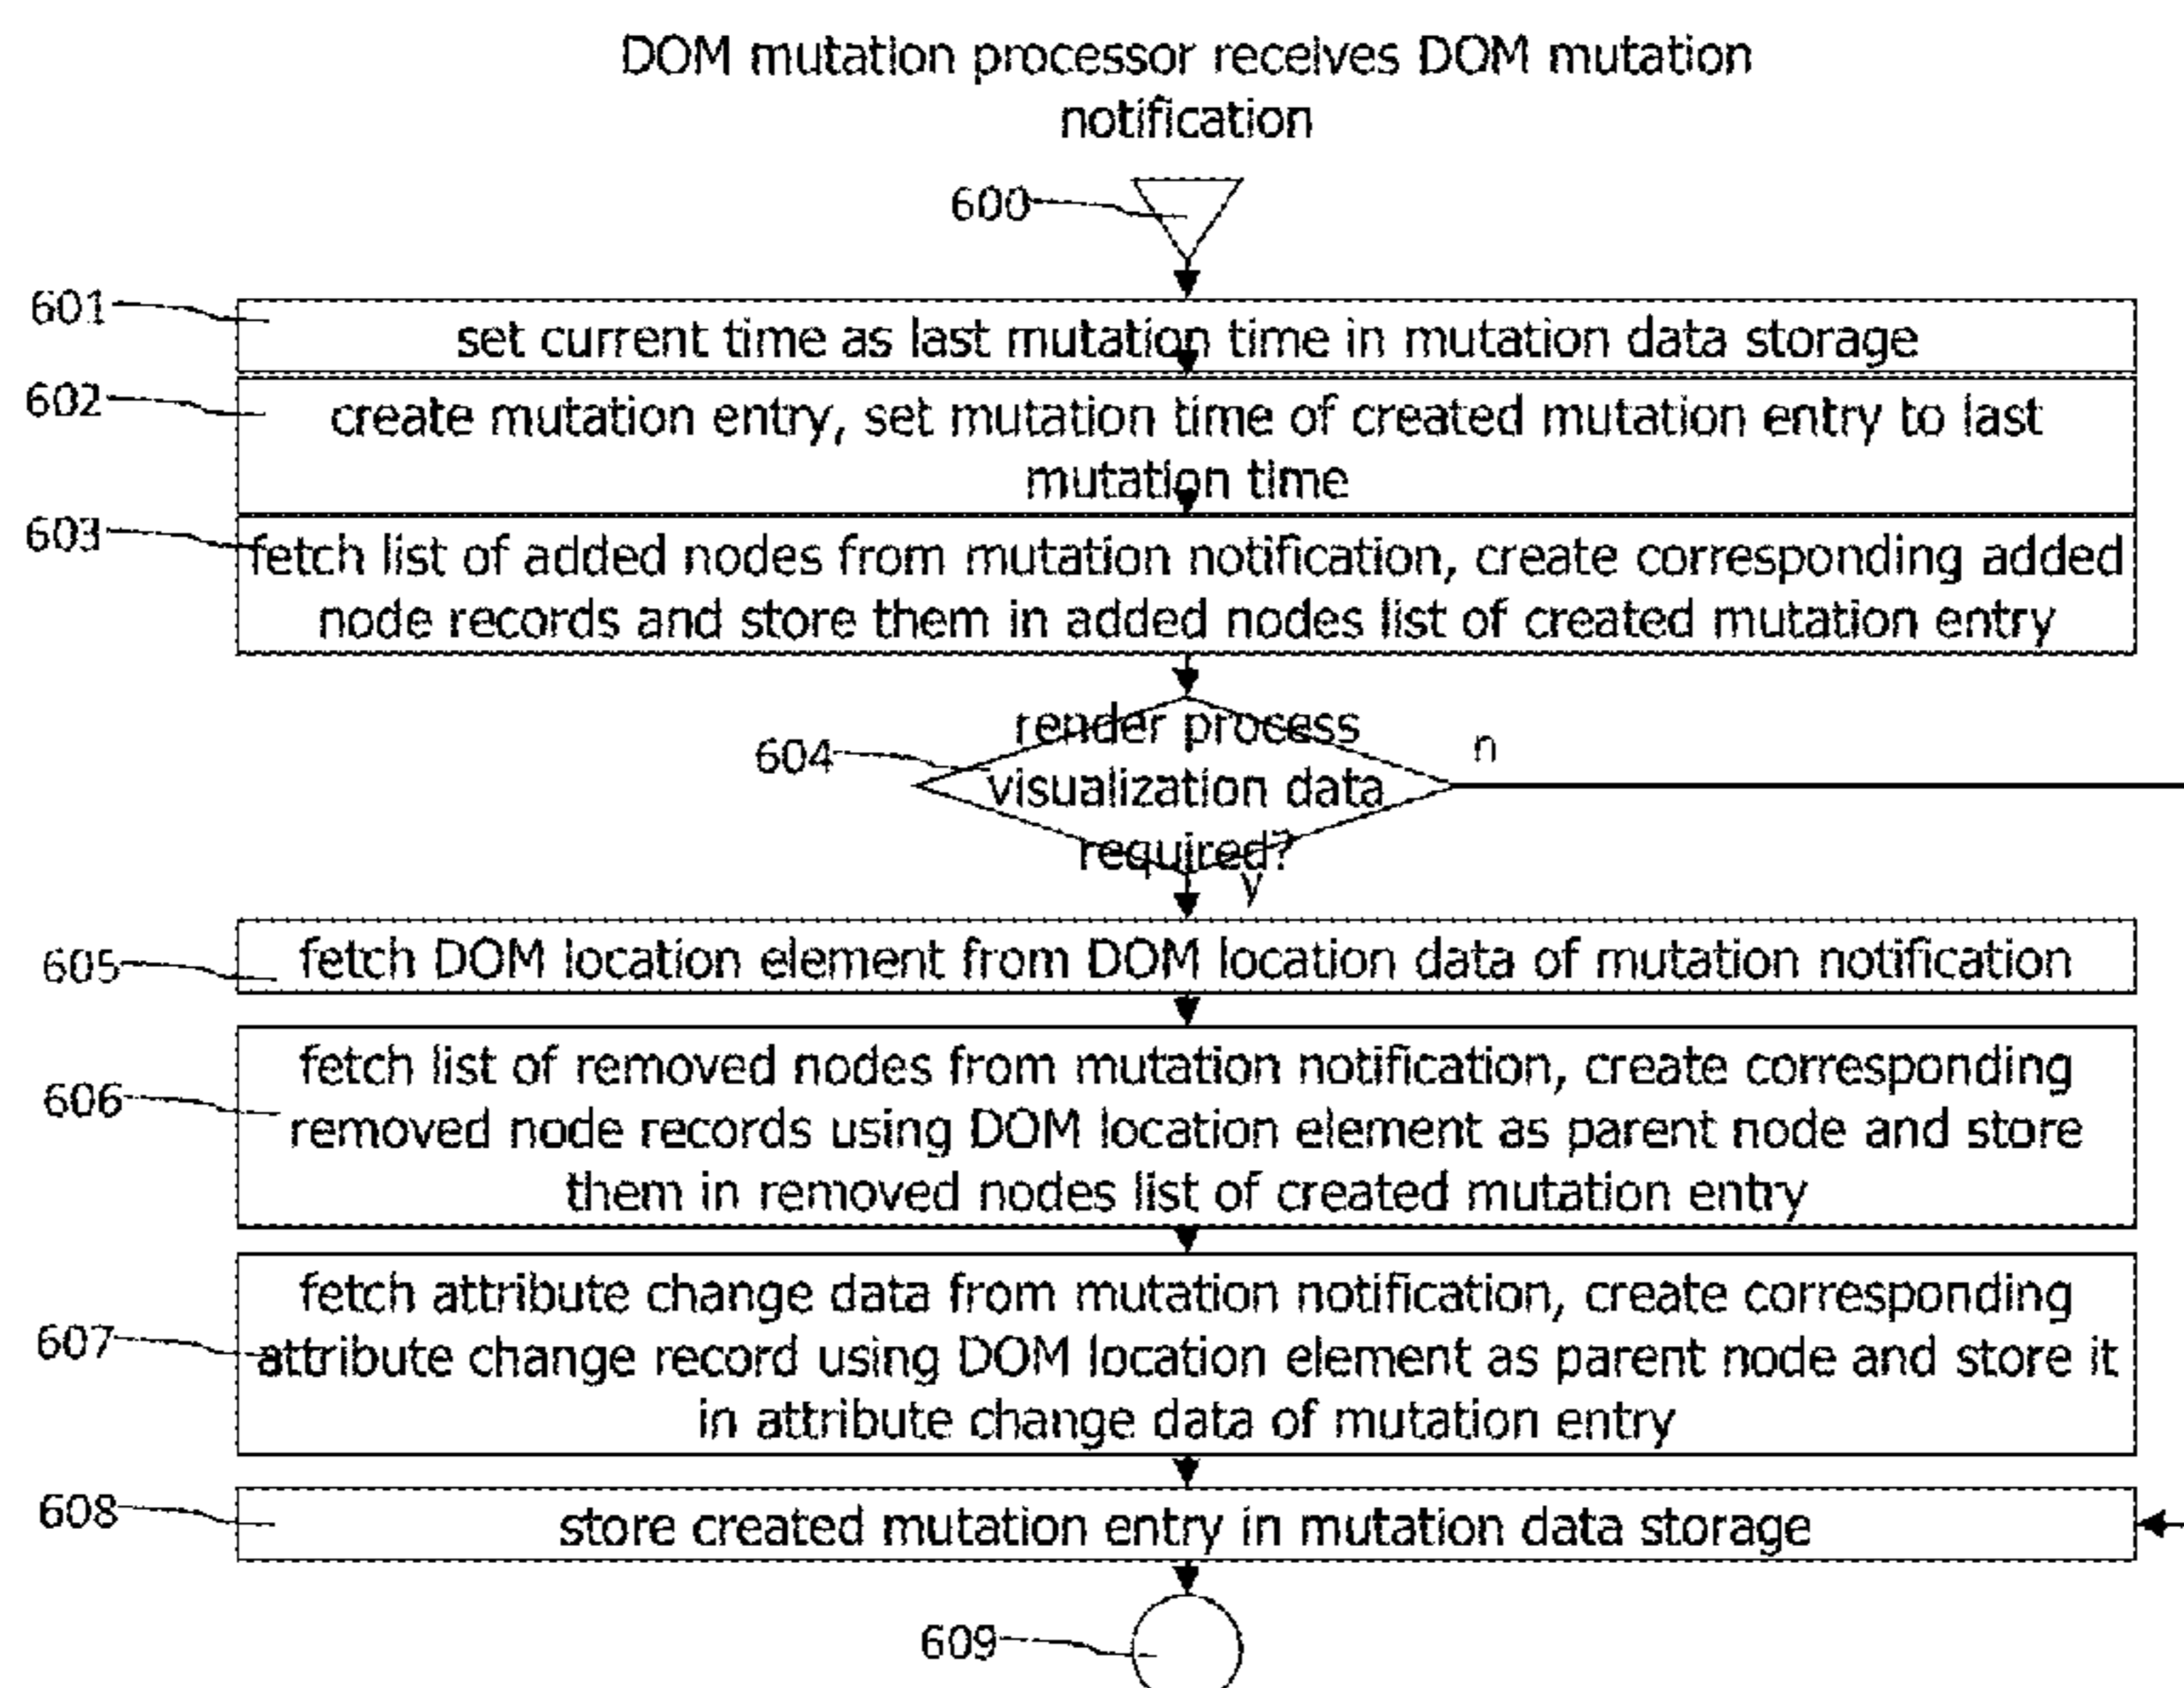 DOM mutation processor receives DOM mutation
notification
600
601
set current time as last mutation time in mutation data storage
602
create mutation entry, set mutation time of created mutation entry to last
mutation time
603
fetch list of added nodes from mutation notification, create corresponding added
node records and store them in added nodes list of created mutation entry
604
render process
visualization data
required?
n
y
605
fetch DOM location element from DOM location data of mutation notification
606
fetch list of removed nodes from mutation notification, create corresponding
removed node records using DOM location element as parent node and store
them in removed nodes list of created mutation entry
607
fetch attribute change data from mutation notification, create corresponding
attribute change record using DOM location element as parent node and store it
in attribute change data of mutation entry
608
store created mutation entry in mutation data storage
609